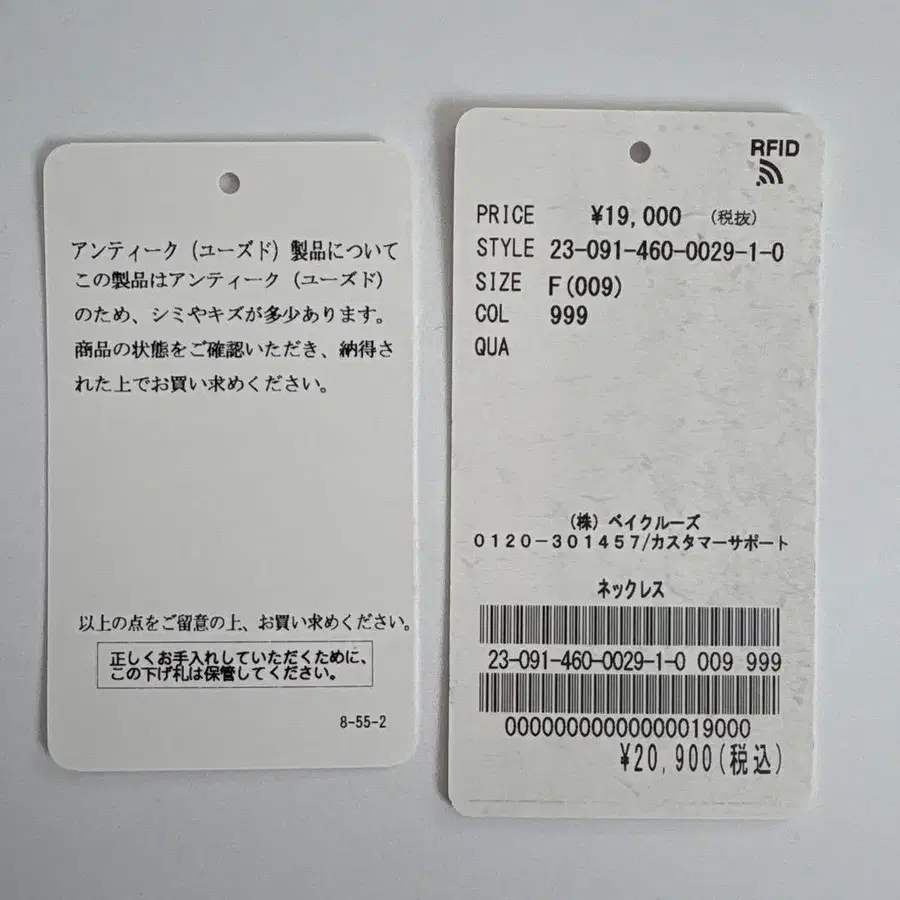 アンティーク（ユーズド）製品について
この製品はアンティーク（ユーズド）
のため、シミやキズが多少あります。
商品の状態をご確認いただき、納得さ
れた上でお買い求めください。
以上の点をご留意の上、お買い求めください。
正しくお手入れしていただくために、
この下げ札は保管してください。
8-55-2
RFID
PRICE ¥19,000 （税抜）
STYLE 23-091-460-0029-1-0
SIZE F(009)
COL 999
QUA
（株）ベイクルーズ
0120-301457/カスタマーサポート
ネックレス
23-091-460-0029-1-0 009 999
0000000000000000019000
¥20,900(税込)